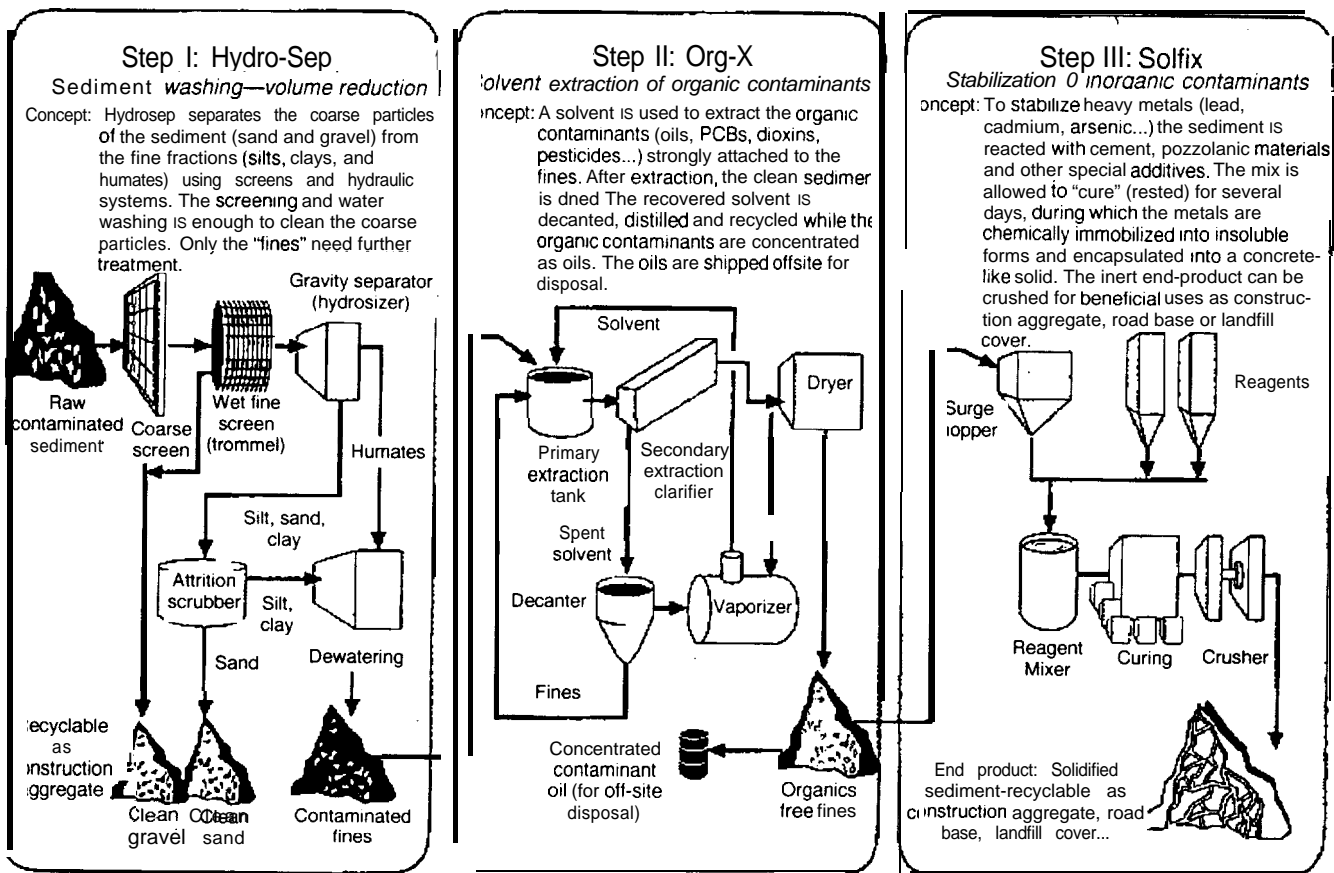 Step I: Hydro-Sep
Sediment washing—volume reduction
Concept: Hydrosep separates the coarse particles
of the sediment (sand and gravel) from
the fine fractions (silts, clays, and
humates) using screens and hydraulic
systems. The screening and water
washing is enough to clean the coarse
particles. Only the "fines" need further
treatment.
Gravity separator
(hydrosizer)
Raw
contaminated
sediment
Coarse
screen
Wet fine
screen
(trommel)
Humates
Silt, sand,
clay
Attrition
scrubber
Silt,
clay
Sand
Dewatering
ecyclable
as
onstruction
ggregate
Clean
gravel
Clean
sand
Contaminated
fines
Step II: Org-X
olvent extraction of organic contaminants
oncept: A solvent is used to extract the organic
contaminants (oils, PCBs, dioxins,
pesticides...) strongly attached to the
fines. After extraction, the clean sedimer
is dried The recovered solvent is
decanted, distilled and recycled while the
organic contaminants are concentrated
as oils. The oils are shipped offsite for
disposal.
Solvent
Dryer
Primary
extraction
tank
Secondary
extraction
clarifier
Spent
solvent
Decanter
Vaporizer
Fines
Concentrated
contaminant
oil (for off-site
disposal)
Organics
free fines
Step III: Solfix
Stabilization 0 inorganic contaminants
oncept: To stabilize heavy metals (lead,
cadmium, arsenic...) the sediment is
reacted with cement, pozzolanic materials
and other special additives. The mix is
allowed to "cure" (rested) for several
days, during which the metals are
chemically immobilized into insoluble
forms and encapsulated into a concrete-
like solid. The inert end-product can be
crushed for beneficial uses as construc-
tion aggregate, road base or landfill
cover.
Surge
hopper
Reagents
Reagent
Mixer
Curing
Crusher
End product: Solidified
sediment-recyclable as
construction aggregate, road
base, landfill cover...